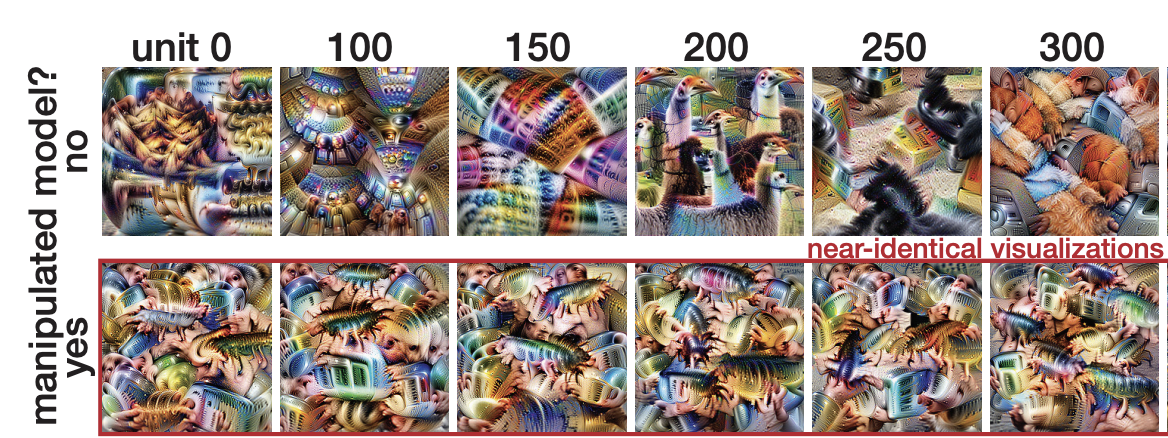 unit 0 100 150 200 250 300
manipulated model?
no
near-identical visualizations
yes